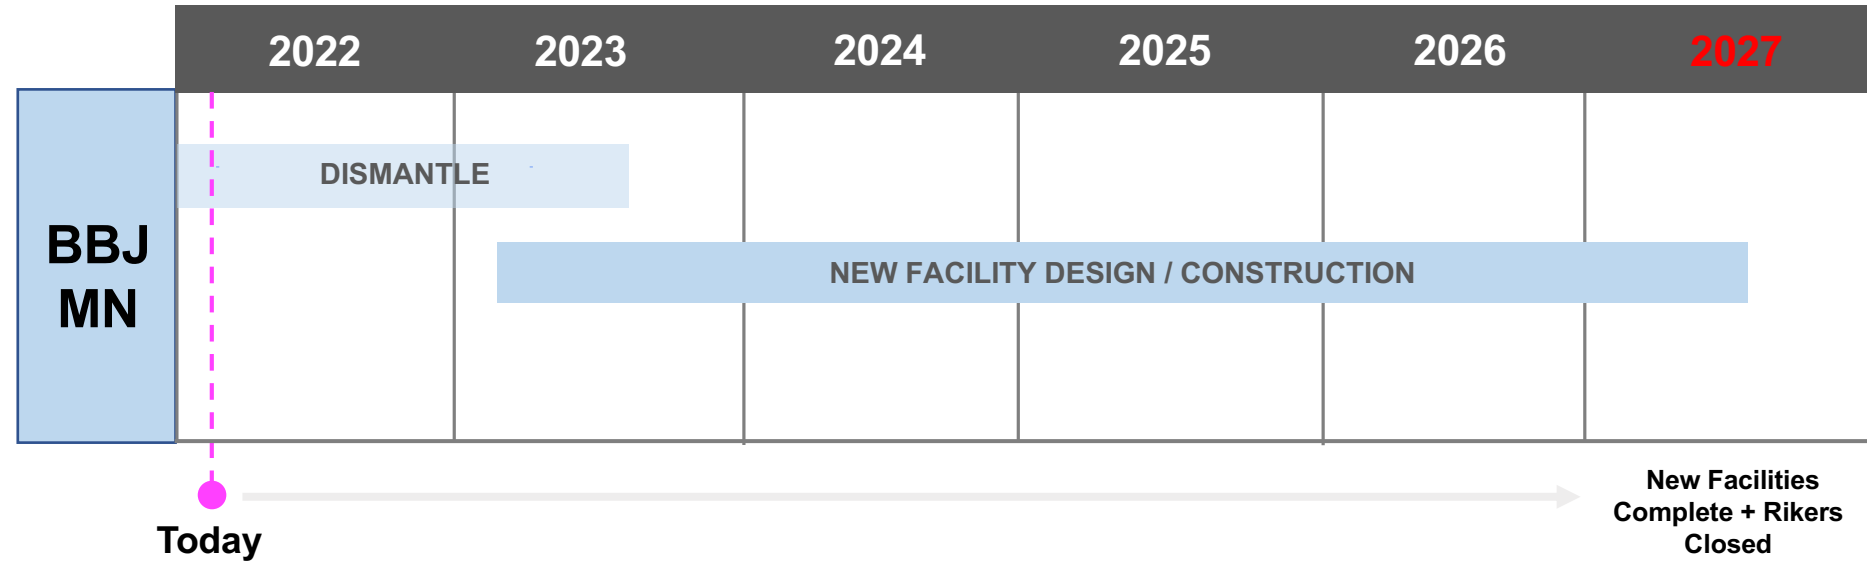 2022 2023 2024 2025 2026 2027
BBJ
MN
DISMANTLE
NEW FACILITY DESIGN / CONSTRUCTION
Today
New Facilities
Complete + Rikers
Closed